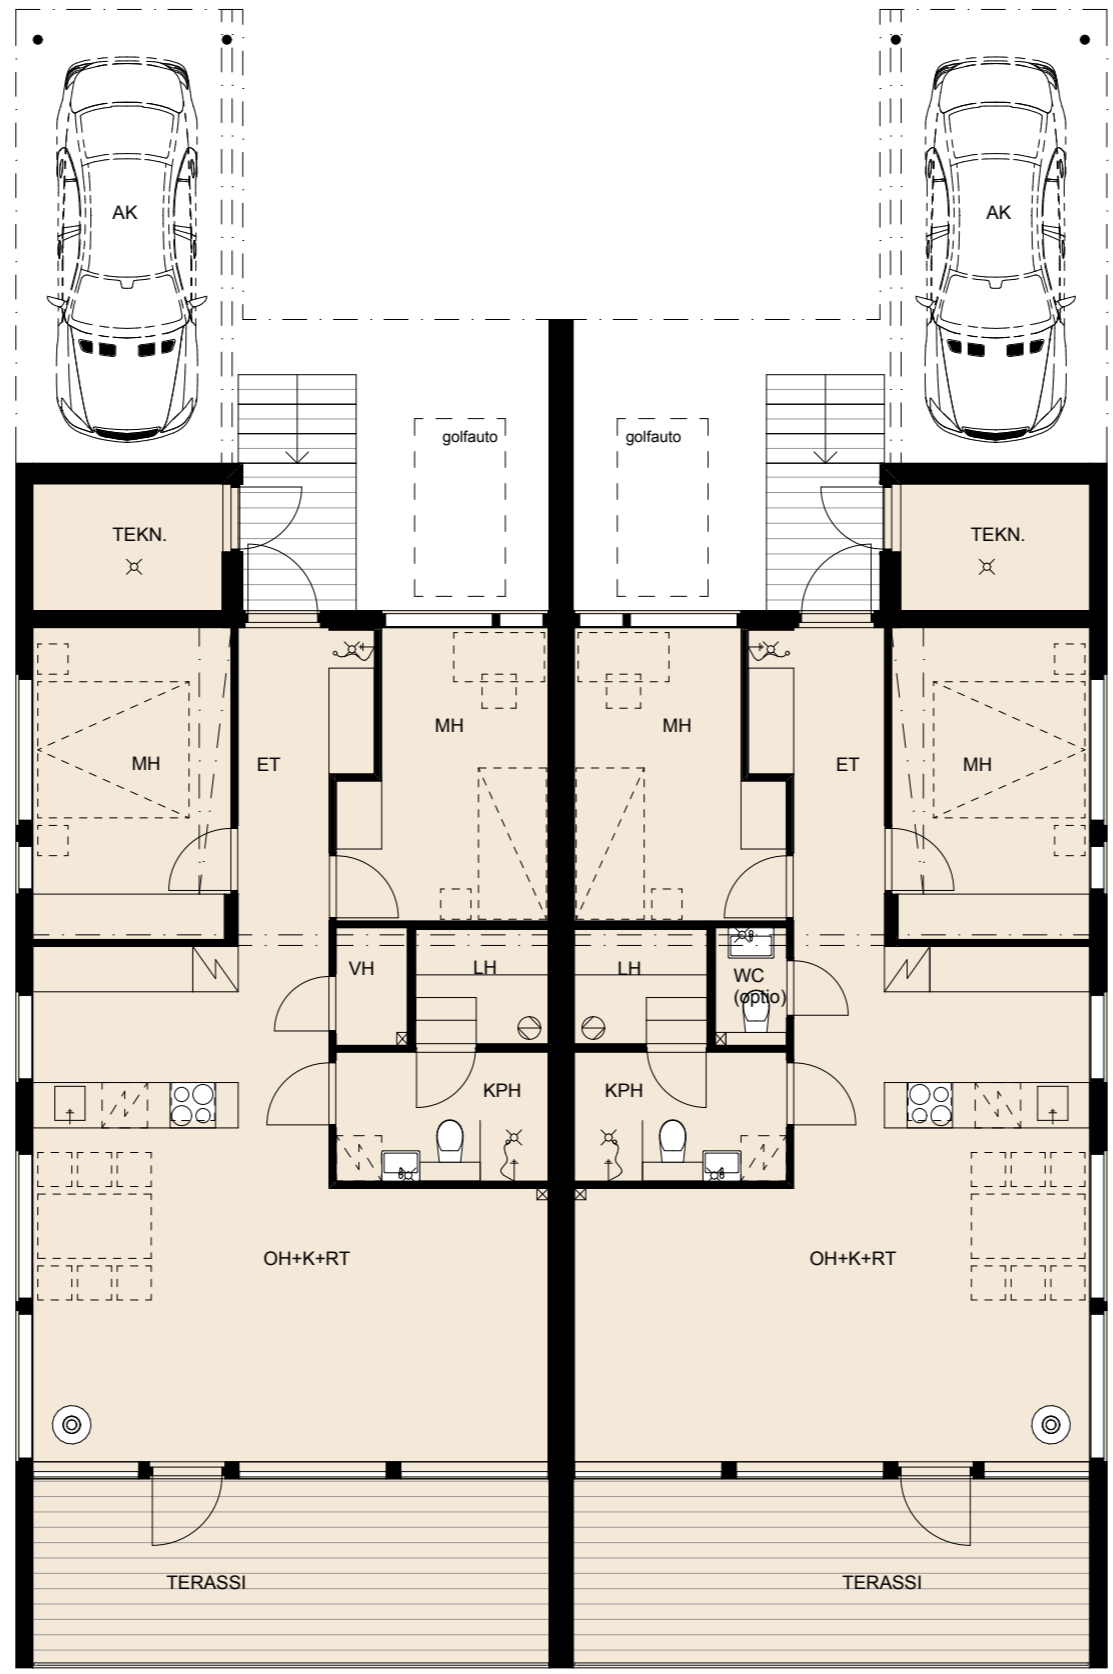 AK
AK
golfauto
golfauto
TEKN.
TEKN.
MH
MH
MH
ET
ET
MH
VH
LH
LH
WC
(optio)
KPH
KPH
OH+K+RT
OH+K+RT
TERASSI
TERASSI